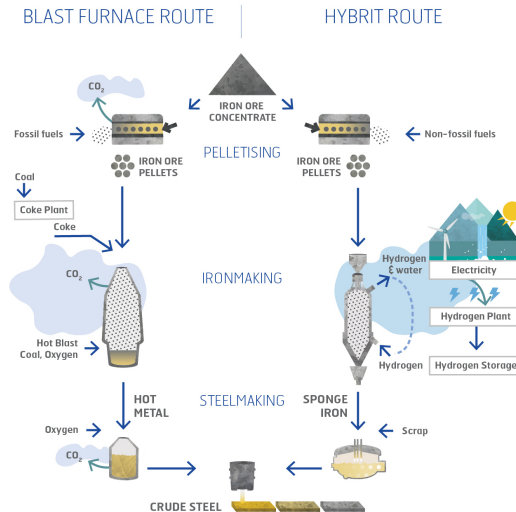 BLAST FURNACE ROUTE
HYBRIT ROUTE
CO2
IRON ORE
CONCENTRATE
Fossil fuels
Non-fossil fuels
PELLETISING
IRON ORE
PELLETS
IRON ORE
PELLETS
Coal
Coke Plant
Coke
CO2
IRONMAKING
Hydrogen
& water
Electricity
Hydrogen Plant
Hot Blast
Coal, Oxygen
Hydrogen
Hydrogen Storage
HOT
METAL
STEELMAKING
SPONGE
IRON
Oxygen
Scrap
CO2
CRUDE STEEL